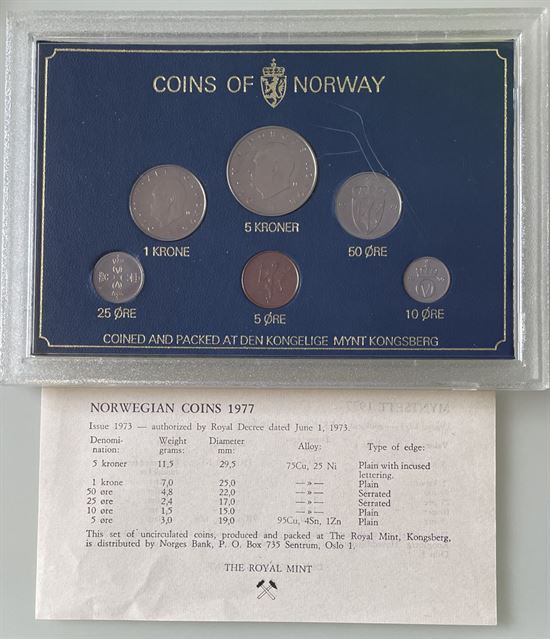 COINS OF NORWAY
5 KRONER
1 KRONE
50 ØRE
25 ØRE
5 ØRE
10 ØRE
COINED AND PACKED AT DEN KONGELIGE MYNT KONGSBERG
NORWEGIAN COINS 1977
Issue 1973 — authorized by Royal Decree dated June 1, 1973.
Denomi-nation: Weight grams: Diameter mm: Alloy: Type of edge:
5 kroner 11,5 29,5 75Cu, 25 Ni Plain with incused
lettering.
1 krone 7,0 25,0 —»— Plain
50 øre 4,8 22,0 —»— Serrated
25 øre 2,4 17,0 —»— Serrated
10 øre 1,5 15.0 —»— Plain
5 øre 3,0 19,0 95Cu, 4Sn, 1Zn Plain
This set of uncirculated coins, produced and packed at The Royal Mint, Kongsberg,
is distributed by Norges Bank, P. O. Box 735 Sentrum, Oslo 1.
THE ROYAL MINT